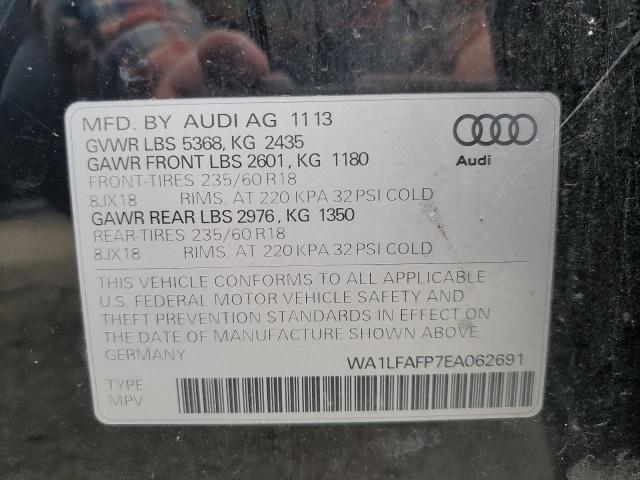 MFD. BY AUDI AG 11 13
GVWR LBS 5368, KG 2435
GAWR FRONT LBS 2601, KG 1180
FRONT-TIRES 235/60 R18
8JX18 RIMS, AT 220 KPA 32 PSI COLD
GAWR REAR LBS 2976, KG 1350
REAR-TIRES 235/60 R18
8JX18 RIMS, AT 220 KPA 32 PSI COLD
Audi
THIS VEHICLE CONFORMS TO ALL APPLICABLE
U.S. FEDERAL MOTOR VEHICLE SAFETY AND
THEFT PREVENTION STANDARDS IN EFFECT ON
THE DATE OF MANUFACTURE SHOWN ABOVE.
GERMANY WA1LFAFP7EA062691
TYPE:
MPV